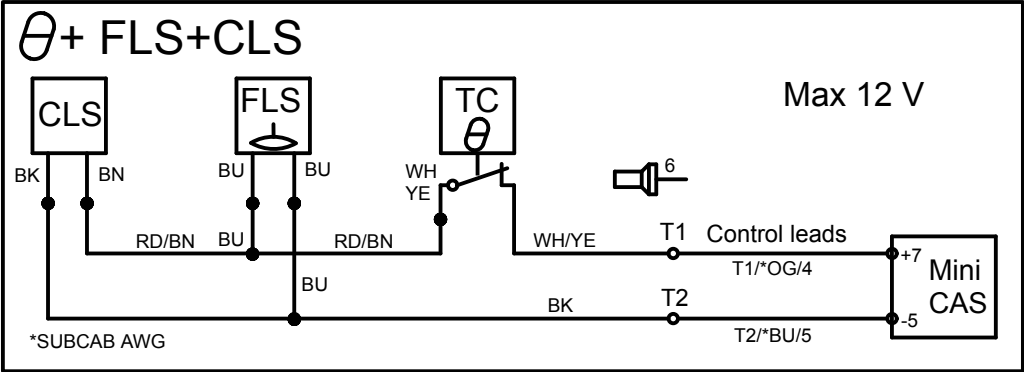 θ+ FLS+CLS
CLS
FLS
TC
θ
Max 12 V
BK
BN
BU
BU
WH
YE
6
RD/BN
BU
RD/BN
WH/YE
T1
Control leads
T1/*OG/4
+7
Mini
CAS
BU
BK
T2
-5
T2/*BU/5
*SUBCAB AWG